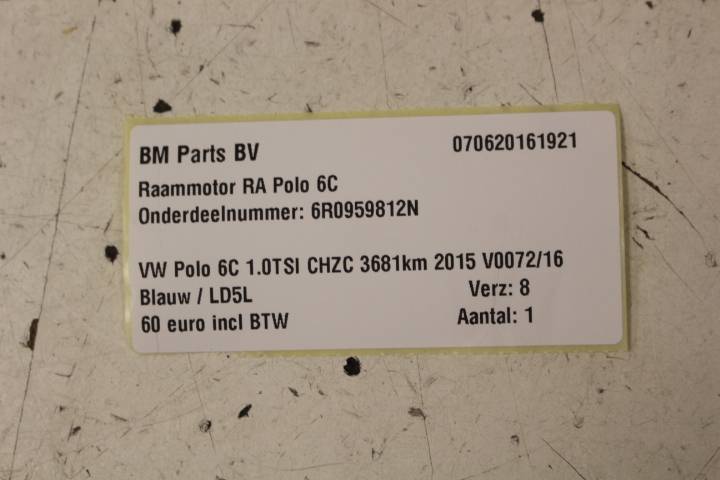 BM Parts BV 070620161921
Raammotor RA Polo 6C
Onderdeelnummer: 6R0959812N
VW Polo 6C 1.0TSI CHZC 3681km 2015 V0072/16
Blauw / LD5L Verz: 8
60 euro incl BTW Aantal: 1